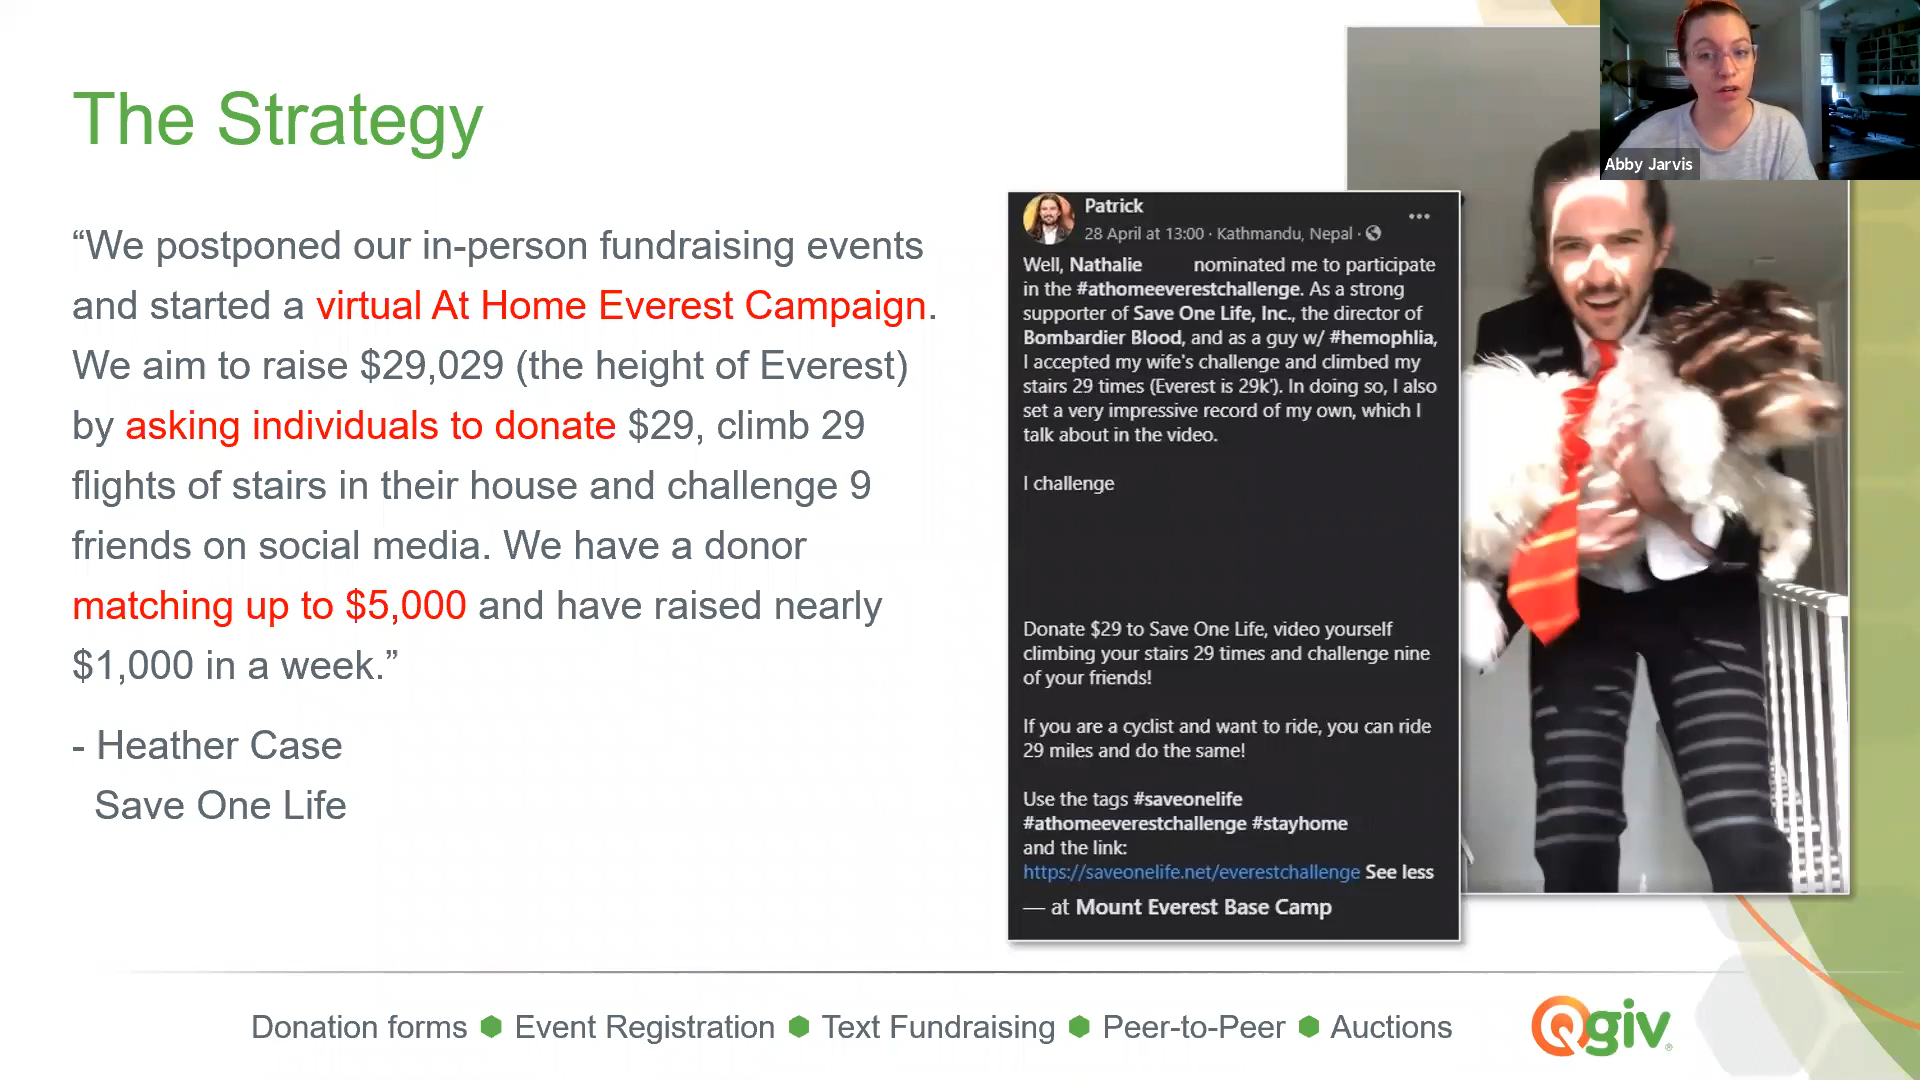 The Strategy
“We postponed our in-person fundraising events
and started a virtual At Home Everest Campaign.
We aim to raise $29,029 (the height of Everest)
by asking individuals to donate $29, climb 29
flights of stairs in their house and challenge 9
friends on social media. We have a donor
matching up to $5,000 and have raised nearly
$1,000 in a week.”
- Heather Case
Save One Life
Patrick
28 April at 13:00 · Kathmandu, Nepal ·
Well, Nathalie nominated me to participate
in the #athomeeverestchallenge. As a strong
supporter of Save One Life, Inc., the director of
Bombardier Blood, and as a guy w/ #hemophlia,
I accepted my wife's challenge and climbed my
stairs 29 times (Everest is 29k'). In doing so, I also
set a very impressive record of my own, which I
talk about in the video.
I challenge
Donate $29 to Save One Life, video yourself
climbing your stairs 29 times and challenge nine
of your friends!
If you are a cyclist and want to ride, you can ride
29 miles and do the same!
Use the tags #saveonelife
#athomeeverestchallenge #stayhome
and the link:
https://saveonelife.net/everestchallenge See less
— at Mount Everest Base Camp
Abby Jarvis
Donation forms Event Registration Text Fundraising Peer-to-Peer Auctions
Qgiv